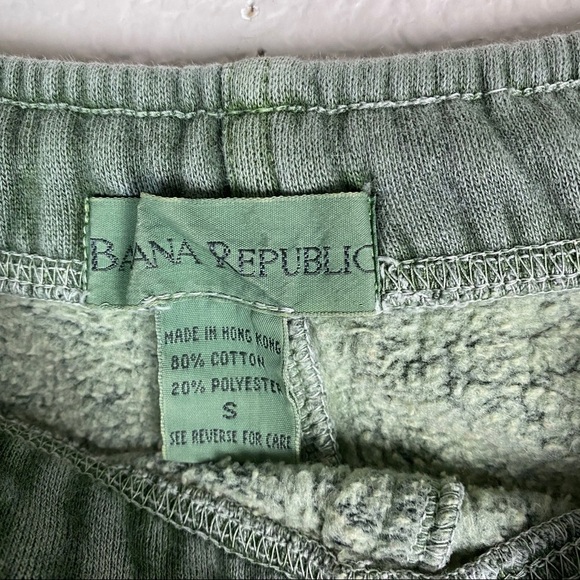 BANA REPUBLIC
MADE IN HONG KONG
80% COTTON
20% POLYESTER
S
SEE REVERSE FOR CARE